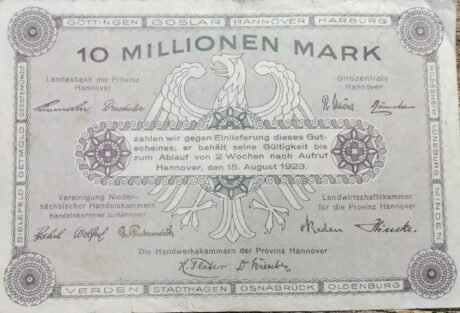 GÖTTINGEN GOSLAR HANNOVER HARBURG
10 MILLIONEN MARK
Landesbank der Provinz
Hannover
Girozentrale
Hannover
zahlen wir gegen Einlieferung dieses Gut-
scheines; er behält seine Gültigkeit bis
zum Ablauf von 2 Wochen nach Aufruf
Hannover, den 15. August 1923.
Vereinigung Nieder-
sächsischer Handelskammern
Handelskammer zu Hannover
Landwirtschaftskammer
für die Provinz Hannover
Die Handwerkskammern der Provinz Hannover
BIELEFELD DETMOLD GEESTEMÜNDE
HILDESHEIM LÜNEBURG MINDEN
VERDEN STADTHAGEN OSNABRÜCK OLDENBURG